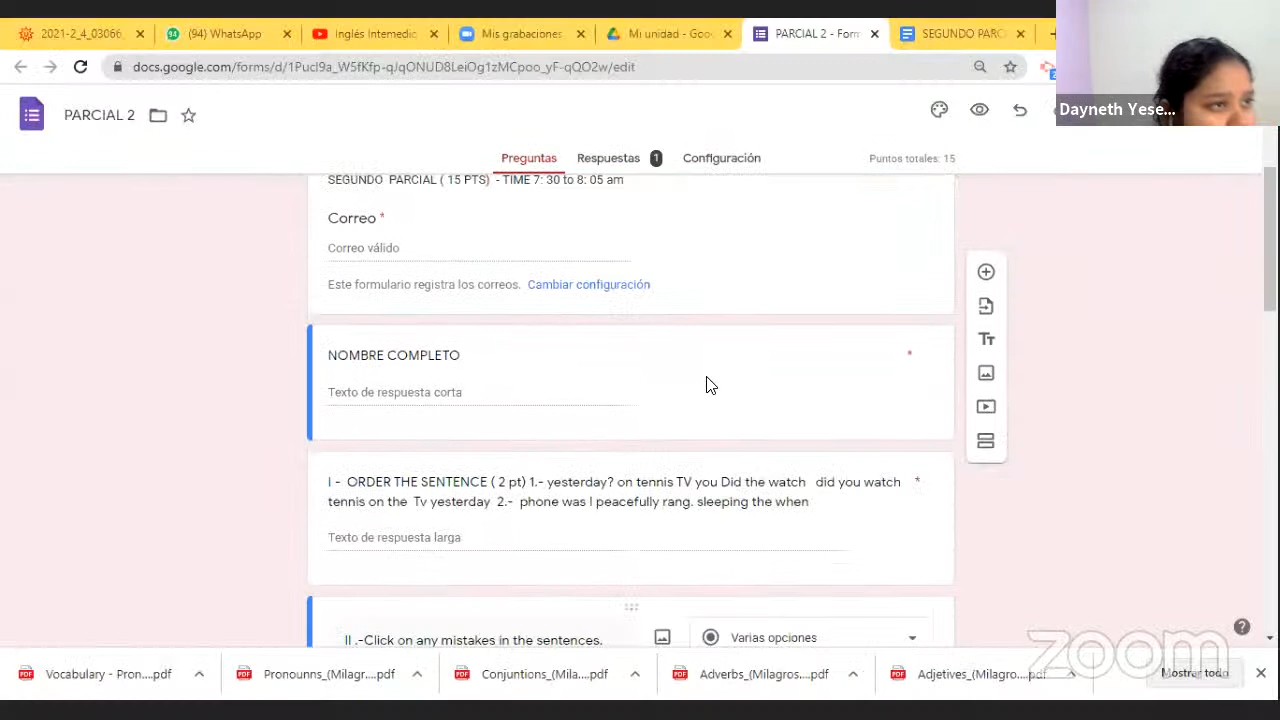 2021-2_4_03066
(94) WhatsApp
Inglés Intermedic
Mis grabaciones
Mi unidad - Goo
PARCIAL 2 - Form
SEGUNDO PARC
docs.google.com/forms/d/1Pucl9a_W5fKfp-q/qONUD8LeiOg1zMCpoo_yF-qQO2w/edit
Dayneth Yese...
PARCIAL 2
Preguntas
Respuestas 1
Configuración
Puntos totales: 15
SEGUNDO PARCIAL ( 15 PTS) - TIME 7: 30 to 8: 05 am
Correo *
Correo válido
Este formulario registra los correos. Cambiar configuración
NOMBRE COMPLETO *
Texto de respuesta corta
I - ORDER THE SENTENCE ( 2 pt) 1.- yesterday? on tennis TV you Did the watch did you watch *
tennis on the Tv yesterday 2.- phone was I peacefully rang. sleeping the when
Texto de respuesta larga
II .-Click on any mistakes in the sentences.
Varias opciones
zoom
Vocabulary - Pron....pdf
Pronounns_(Milagr....pdf
Conjuntions_(Mila....pdf
Adverbs_(Milagros....pdf
Adjetives_(Milagro....pdf
Mostrar todo